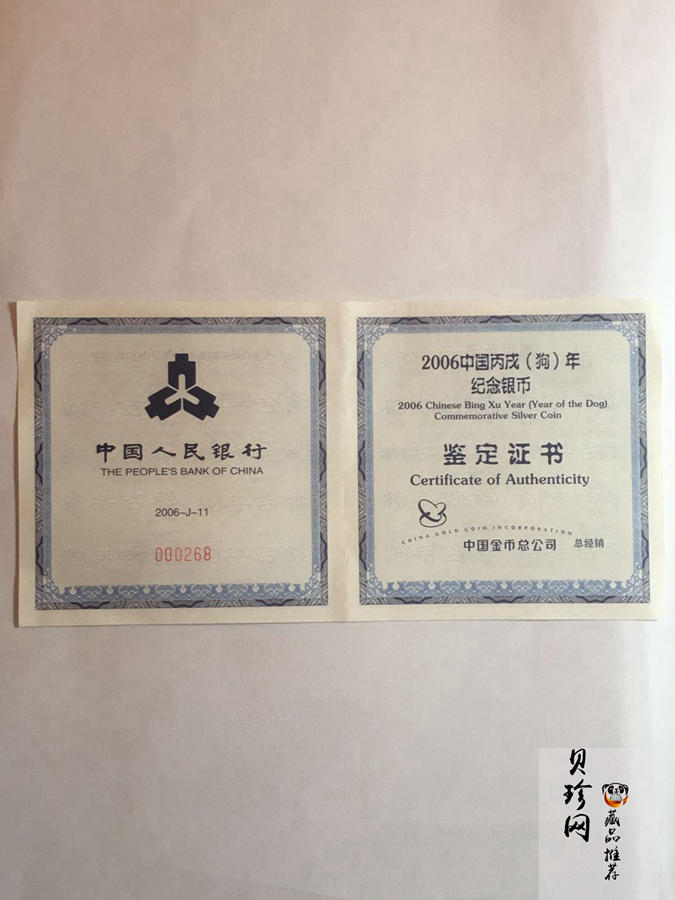 中国人民银行
THE PEOPLE'S BANK OF CHINA
2006-J-11
000268
2006中国丙戌(狗)年
纪念银币
2006 Chinese Bing Xu Year (Year of the Dog)
Commemorative Silver Coin
鉴定证书
Certificate of Authenticity
CHINA GOLD COIN INCORPORATION
中国金币总公司 总经销
贝珍网
藏品推荐